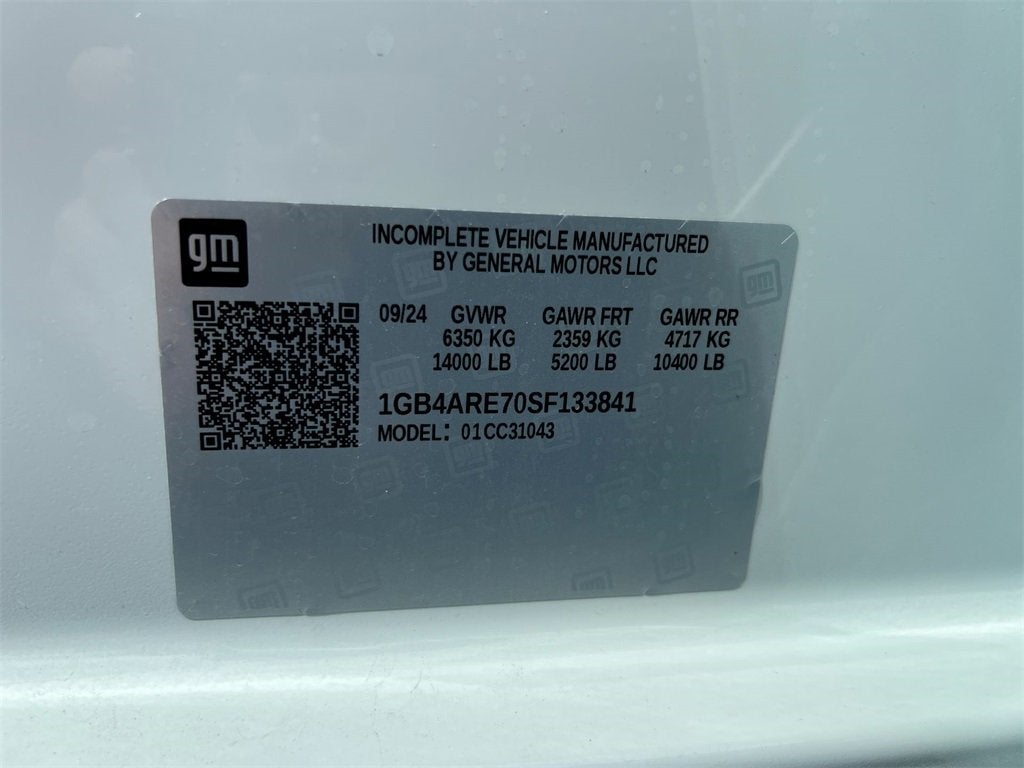 gm
INCOMPLETE VEHICLE MANUFACTURED
BY GENERAL MOTORS LLC
09/24 GVWR GAWR FRT GAWR RR
6350 KG 2359 KG 4717 KG
14000 LB 5200 LB 10400 LB
1GB4ARE70SF133841
MODEL: 01CC31043